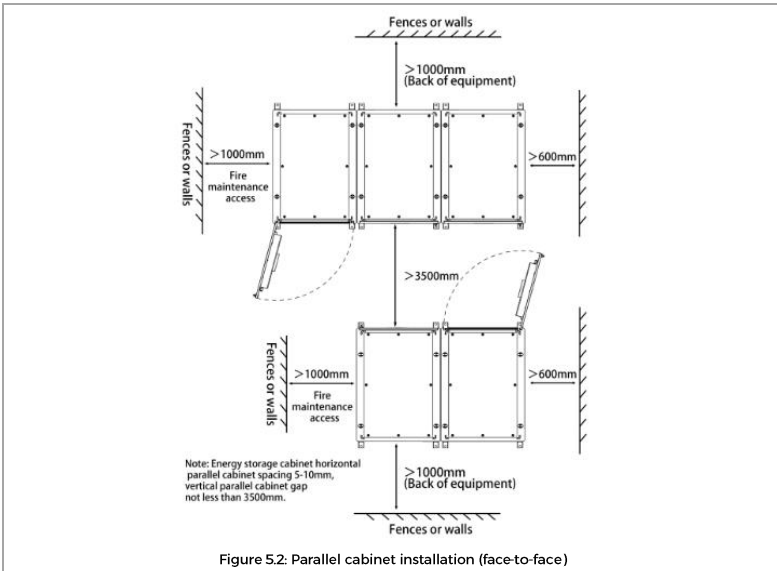 Fences or walls
>1000mm
(Back of equipment)
Fences or walls
>1000mm
Fire
maintenance
access
>600mm
>3500mm
Fences or walls
>1000mm
Fire
maintenance
access
>600mm
Note: Energy storage cabinet horizontal
parallel cabinet spacing 5-10mm,
vertical parallel cabinet gap
not less than 3500mm.
>1000mm
(Back of equipment)
Fences or walls
Figure 5.2: Parallel cabinet installation (face-to-face)